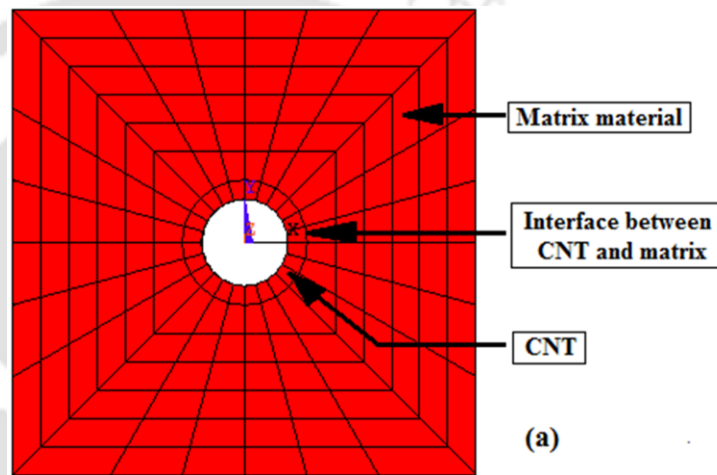 Matrix material
Y
Z
X
Interface between
CNT and matrix
CNT
(a)